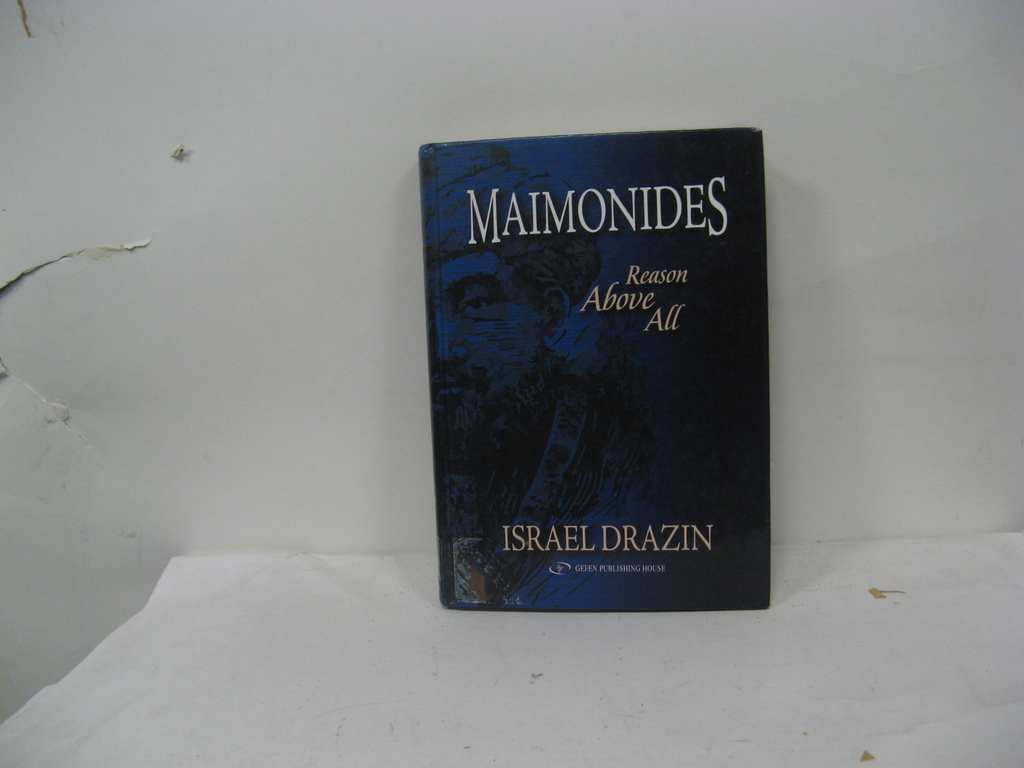 MAIMONIDES
Reason
Above
All
ISRAEL DRAZIN
GEFEN PUBLISHING HOUSE